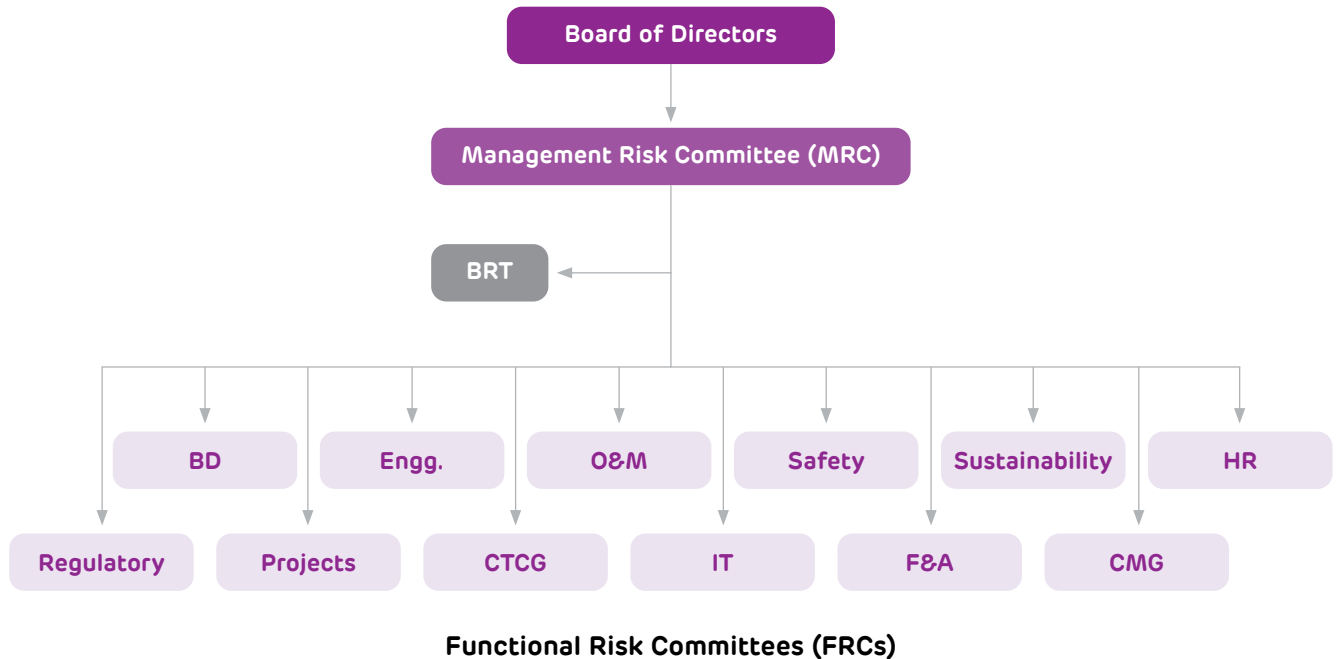 Board of Directors
Management Risk Committee (MRC)
BRT
BD
Engg.
O&M
Safety
Sustainability
HR
Regulatory
Projects
CTCG
IT
F&A
CMG
Functional Risk Committees (FRCs)